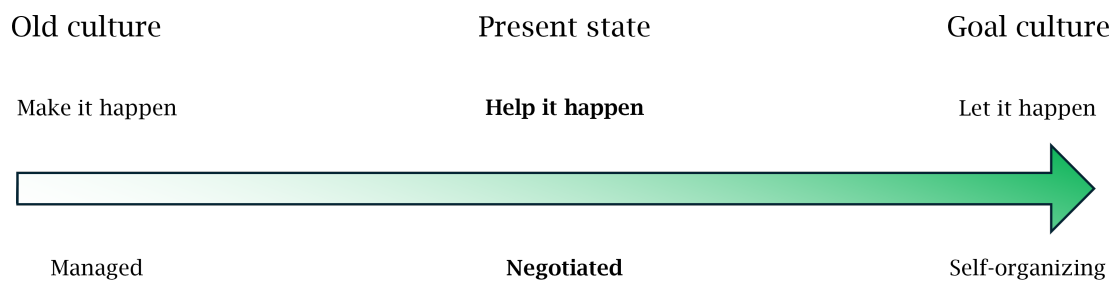 Old culture
Present state
Goal culture
Make it happen
Help it happen
Let it happen
Managed
Negotiated
Self-organizing